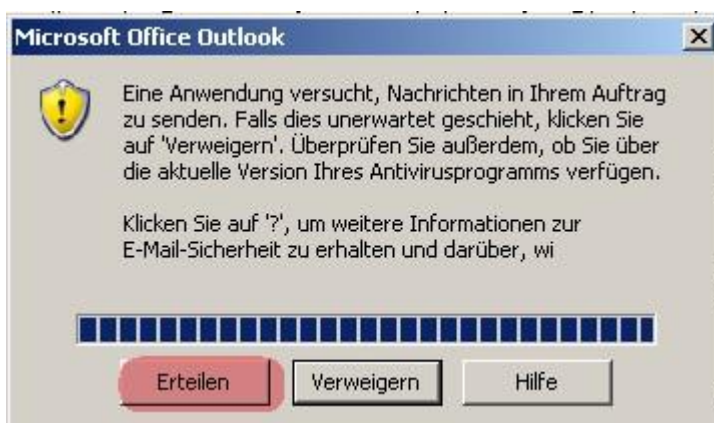 Microsoft Office Outlook
Eine Anwendung versucht, Nachrichten in Ihrem Auftrag
zu senden. Falls dies unerwartet geschieht, klicken Sie
auf 'Verweigern'. Überprüfen Sie außerdem, ob Sie über
die aktuelle Version Ihres Antivirusprogramms verfügen.
Klicken Sie auf '?', um weitere Informationen zur
E-Mail-Sicherheit zu erhalten und darüber, wi
Erteilen Verweigern Hilfe